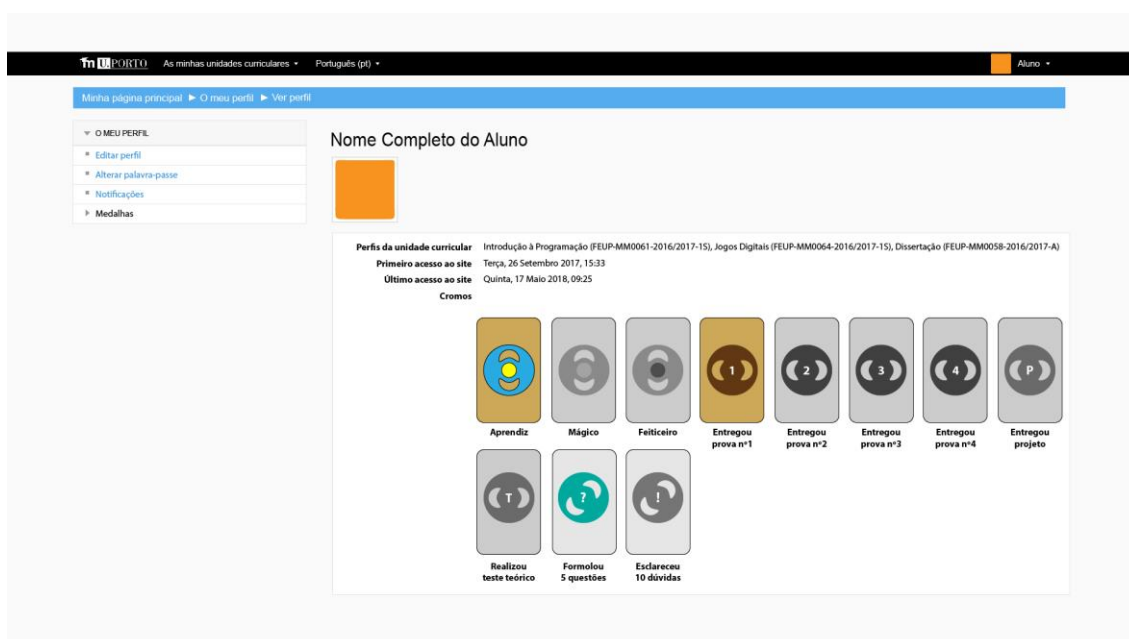 m U.PORTO As minhas unidades curriculares Português (pt) Aluno
Minha página principal ► O meu perfil ► Ver perfil
O MEU PERFIL
Editar perfil
Alterar palavra-passe
Notificações
Medalhas
Nome Completo do Aluno
Perfis da unidade curricular Introdução à Programação (FEUP-MM0061-2016/2017-1S), Jogos Digitais (FEUP-MM0064-2016/2017-1S), Dissertação (FEUP-MM0058-2016/2017-A)
Primeiro acesso ao site Terça, 26 Setembro 2017, 15:33
Último acesso ao site Quinta, 17 Maio 2018, 09:25
Cromos
1 2 3 4 P
Aprendiz Mágico Feiticeiro Entregou Entregou Entregou Entregou Entregou
prova nº1 prova nº2 prova nº3 prova nº4 projeto
T ? !
Realizou Formolou Esclareceu
teste teórico 5 questões 10 dúvidas